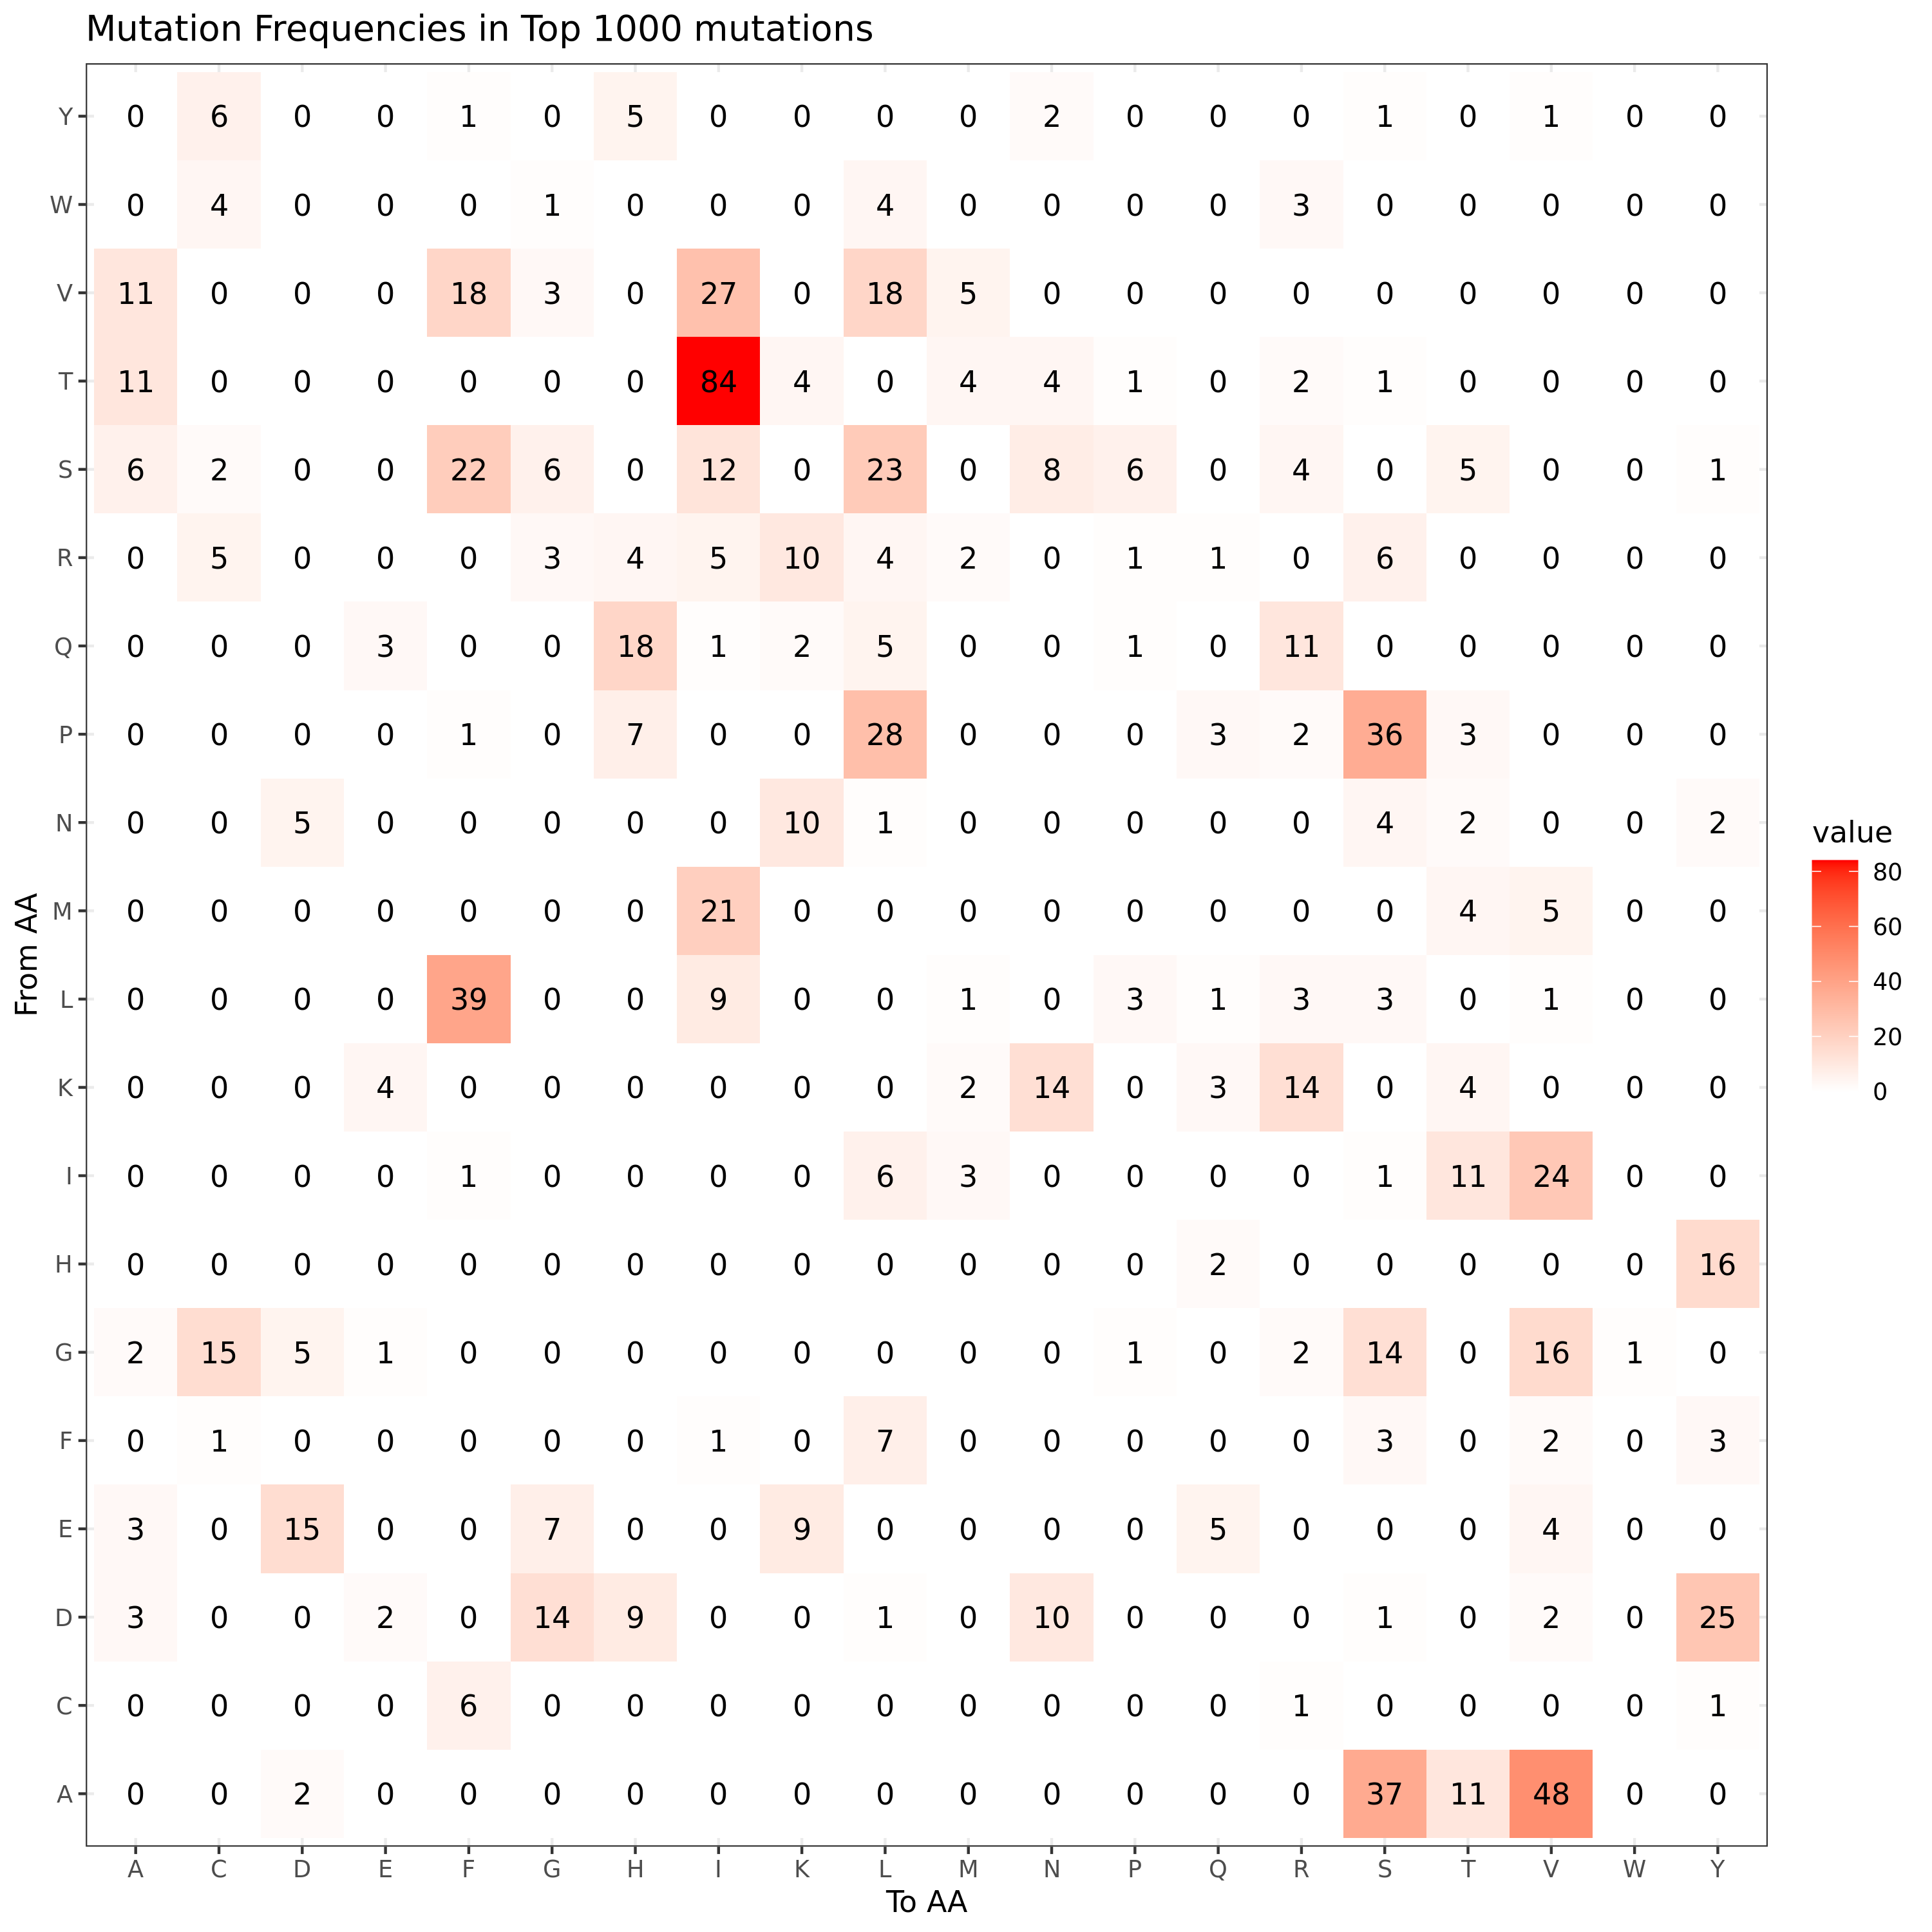 Mutation Frequencies in Top 1000 mutations
Y 0 6 0 0 1 0 5 0 0 0 0 2 0 0 0 1 0 1 0 0
W 0 4 0 0 0 1 0 0 0 4 0 0 0 0 3 0 0 0 0 0
V 11 0 0 0 18 3 0 27 0 18 5 0 0 0 0 0 0 0 0 0
T 11 0 0 0 0 0 0 84 4 0 4 4 1 0 2 1 0 0 0 0
S 6 2 0 0 22 6 0 12 0 23 0 8 6 0 4 0 5 0 0 1
R 0 5 0 0 0 3 4 5 10 4 2 0 1 1 0 6 0 0 0 0
Q 0 0 0 3 0 0 18 1 2 5 0 0 1 0 11 0 0 0 0 0
P 0 0 0 0 1 0 7 0 0 28 0 0 0 3 2 36 3 0 0 0
N 0 0 5 0 0 0 0 0 10 1 0 0 0 0 0 4 2 0 0 2
M 0 0 0 0 0 0 0 21 0 0 0 0 0 0 0 0 4 5 0 0
L 0 0 0 0 39 0 0 9 0 0 1 0 3 1 3 3 0 1 0 0
K 0 0 0 4 0 0 0 0 0 0 2 14 0 3 14 0 4 0 0 0
I 0 0 0 0 1 0 0 0 0 6 3 0 0 0 0 1 11 24 0 0
H 0 0 0 0 0 0 0 0 0 0 0 0 0 2 0 0 0 0 0 16
G 2 15 5 1 0 0 0 0 0 0 0 0 1 0 2 14 0 16 1 0
F 0 1 0 0 0 0 0 1 0 7 0 0 0 0 0 3 0 2 0 3
E 3 0 15 0 0 7 0 0 9 0 0 0 0 5 0 0 0 4 0 0
D 3 0 0 2 0 14 9 0 0 1 0 10 0 0 0 1 0 2 0 25
C 0 0 0 0 6 0 0 0 0 0 0 0 0 0 1 0 0 0 0 1
A 0 0 2 0 0 0 0 0 0 0 0 0 0 0 0 37 11 48 0 0
A C D E F G H I K L M N P Q R S T V W Y
To AA
From AA
value
80
60
40
20
0